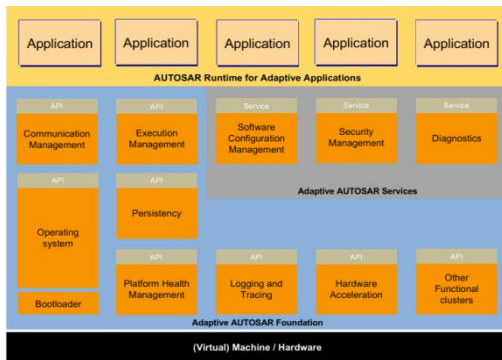 Application
Application
Application
Application
Application
AUTOSAR Runtime for Adaptive Applications
API
Communication
Management
API
Execution
Management
Service
Software
Configuration
Management
Service
Security
Management
Service
Diagnostics
Adaptive AUTOSAR Services
API
Operating
system
Bootloader
API
Persistency
API
Platform Health
Management
API
Logging and
Tracing
API
Hardware
Acceleration
API
Other
Functional
clusters
Adaptive AUTOSAR Foundation
(Virtual) Machine / Hardware